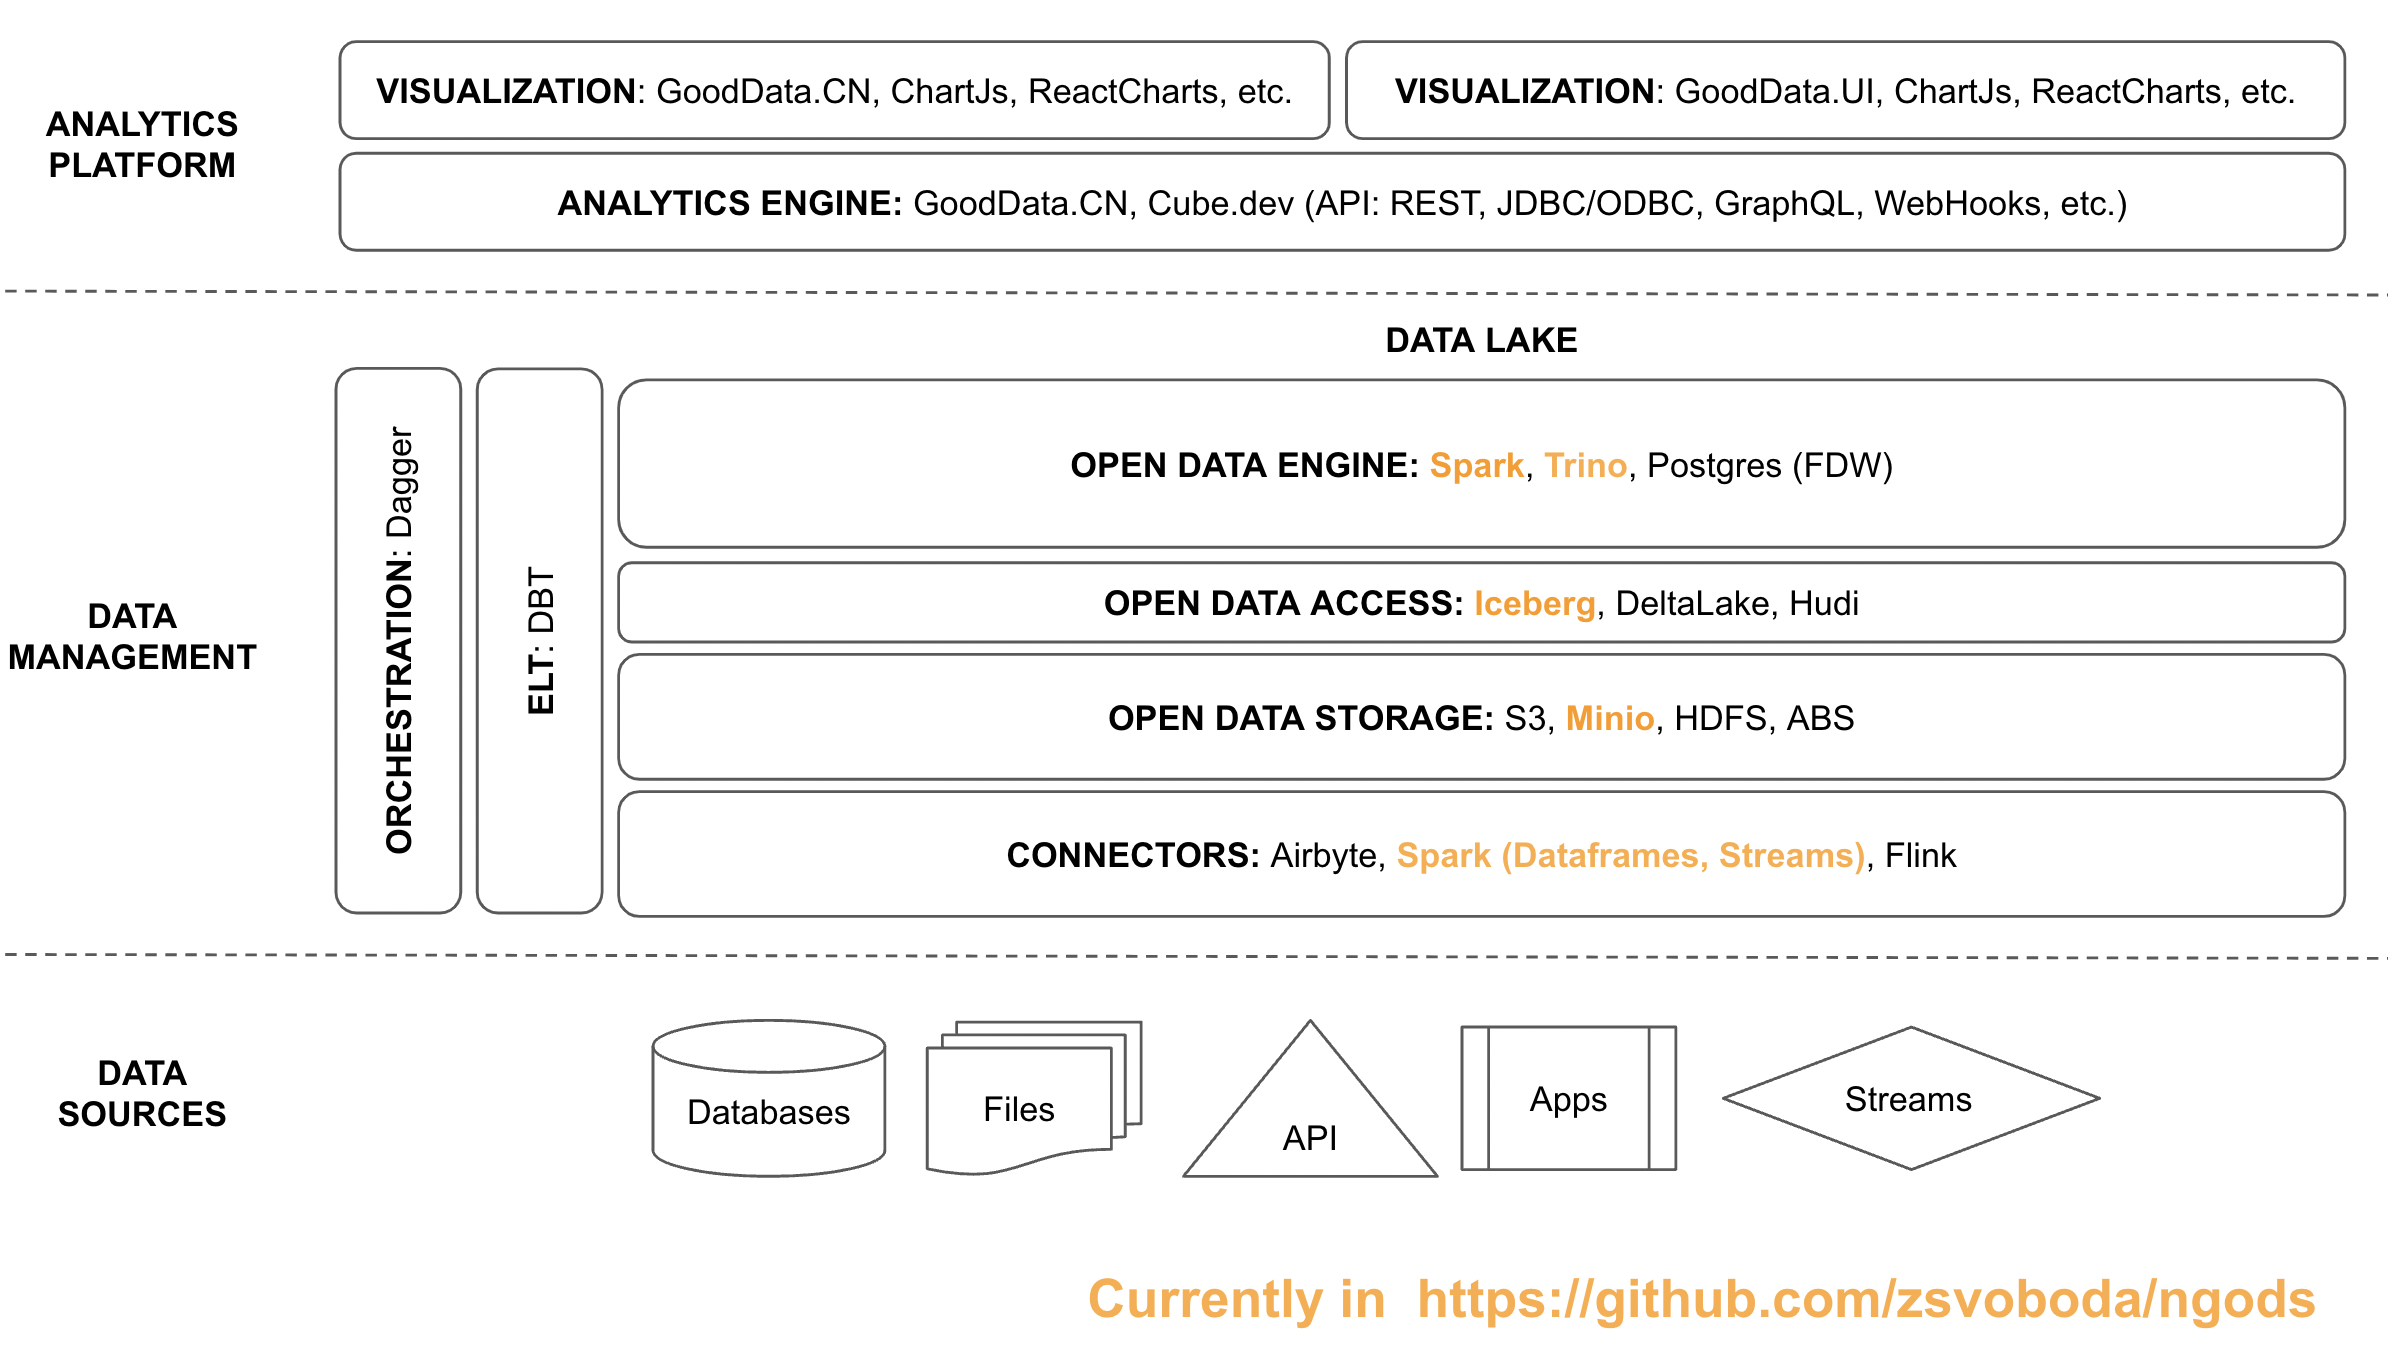 ANALYTICS
PLATFORM
VISUALIZATION: GoodData.CN, ChartJs, ReactCharts, etc.
VISUALIZATION: GoodData.UI, ChartJs, ReactCharts, etc.
ANALYTICS ENGINE: GoodData.CN, Cube.dev (API: REST, JDBC/ODBC, GraphQL, WebHooks, etc.)
DATA
MANAGEMENT
ORCHESTRATION: Dagger
ELT: DBT
DATA LAKE
OPEN DATA ENGINE: Spark, Trino, Postgres (FDW)
OPEN DATA ACCESS: Iceberg, DeltaLake, Hudi
OPEN DATA STORAGE: S3, Minio, HDFS, ABS
CONNECTORS: Airbyte, Spark (Dataframes, Streams), Flink
DATA
SOURCES
Databases
Files
API
Apps
Streams
Currently in https://github.com/zsvoboda/ngods